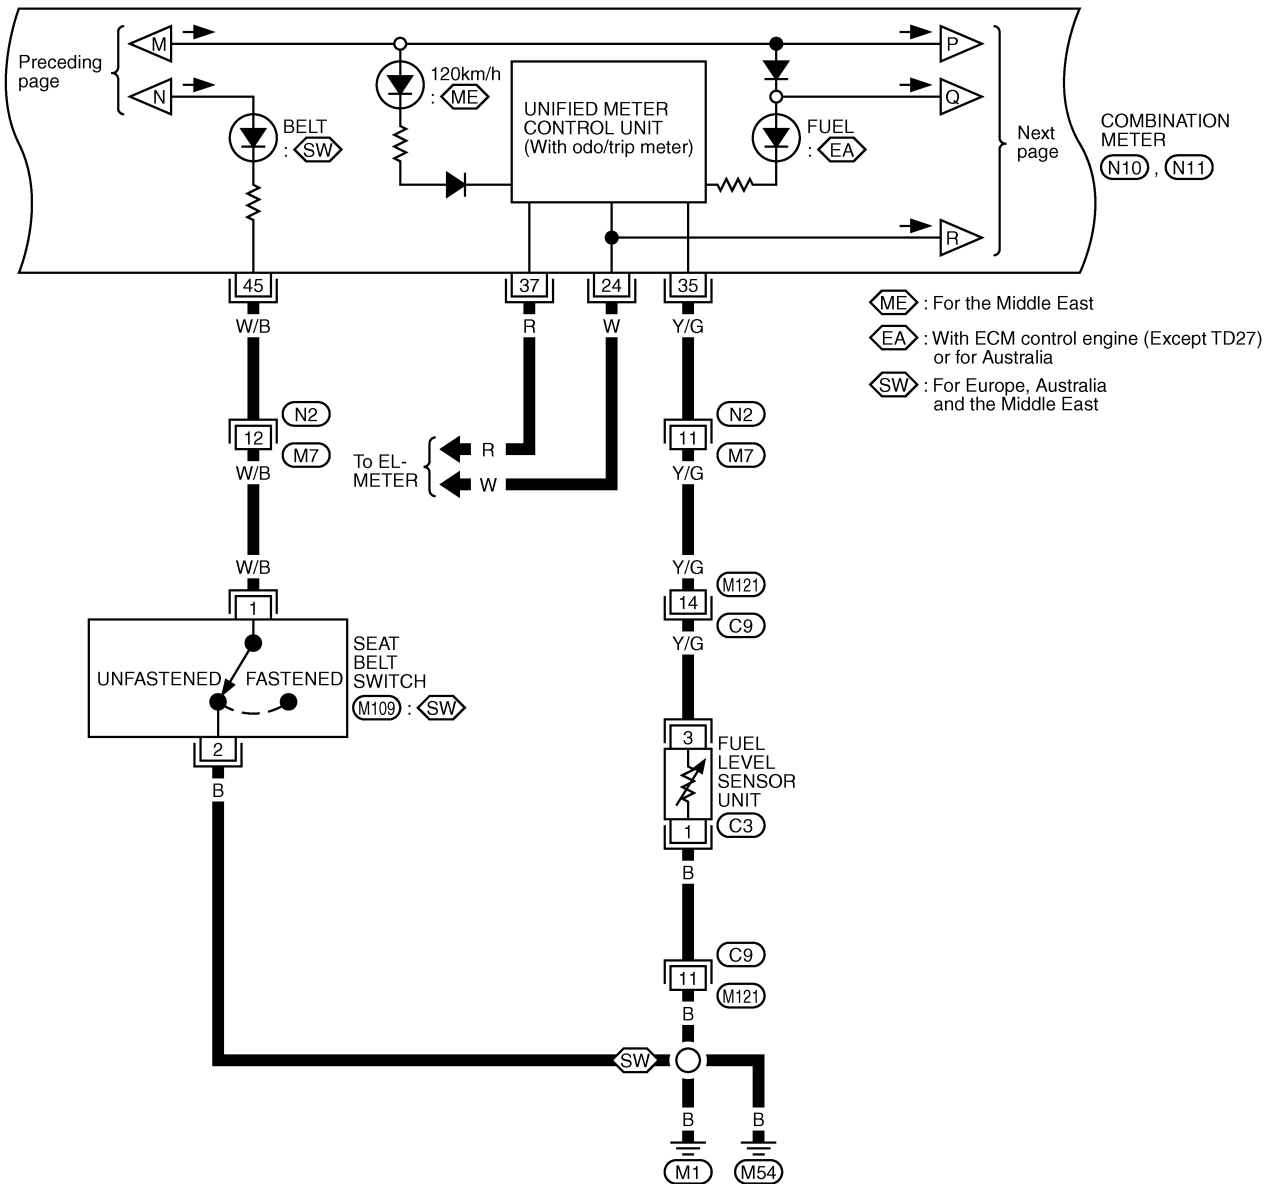 Preceding
page
M
N
BELT
: SW
120km/h
: ME
UNIFIED METER
CONTROL UNIT
(With odo/trip meter)
FUEL
: EA
P
Q
R
Next
page
COMBINATION
METER
N10 , N11
45
37
24
35
W/B
R
W
Y/G
ME : For the Middle East
EA : With ECM control engine (Except TD27)
or for Australia
SW : For Europe, Australia
and the Middle East
N2
12
M7
W/B
N2
11
M7
Y/G
To EL-
METER
R
W
W/B
1
Y/G
M121
14
C9
Y/G
UNFASTENED
FASTENED
SEAT
BELT
SWITCH
M109 : SW
2
B
3
FUEL
LEVEL
SENSOR
UNIT
1
C3
B
C9
11
M121
B
SW
B
B
M1
M54